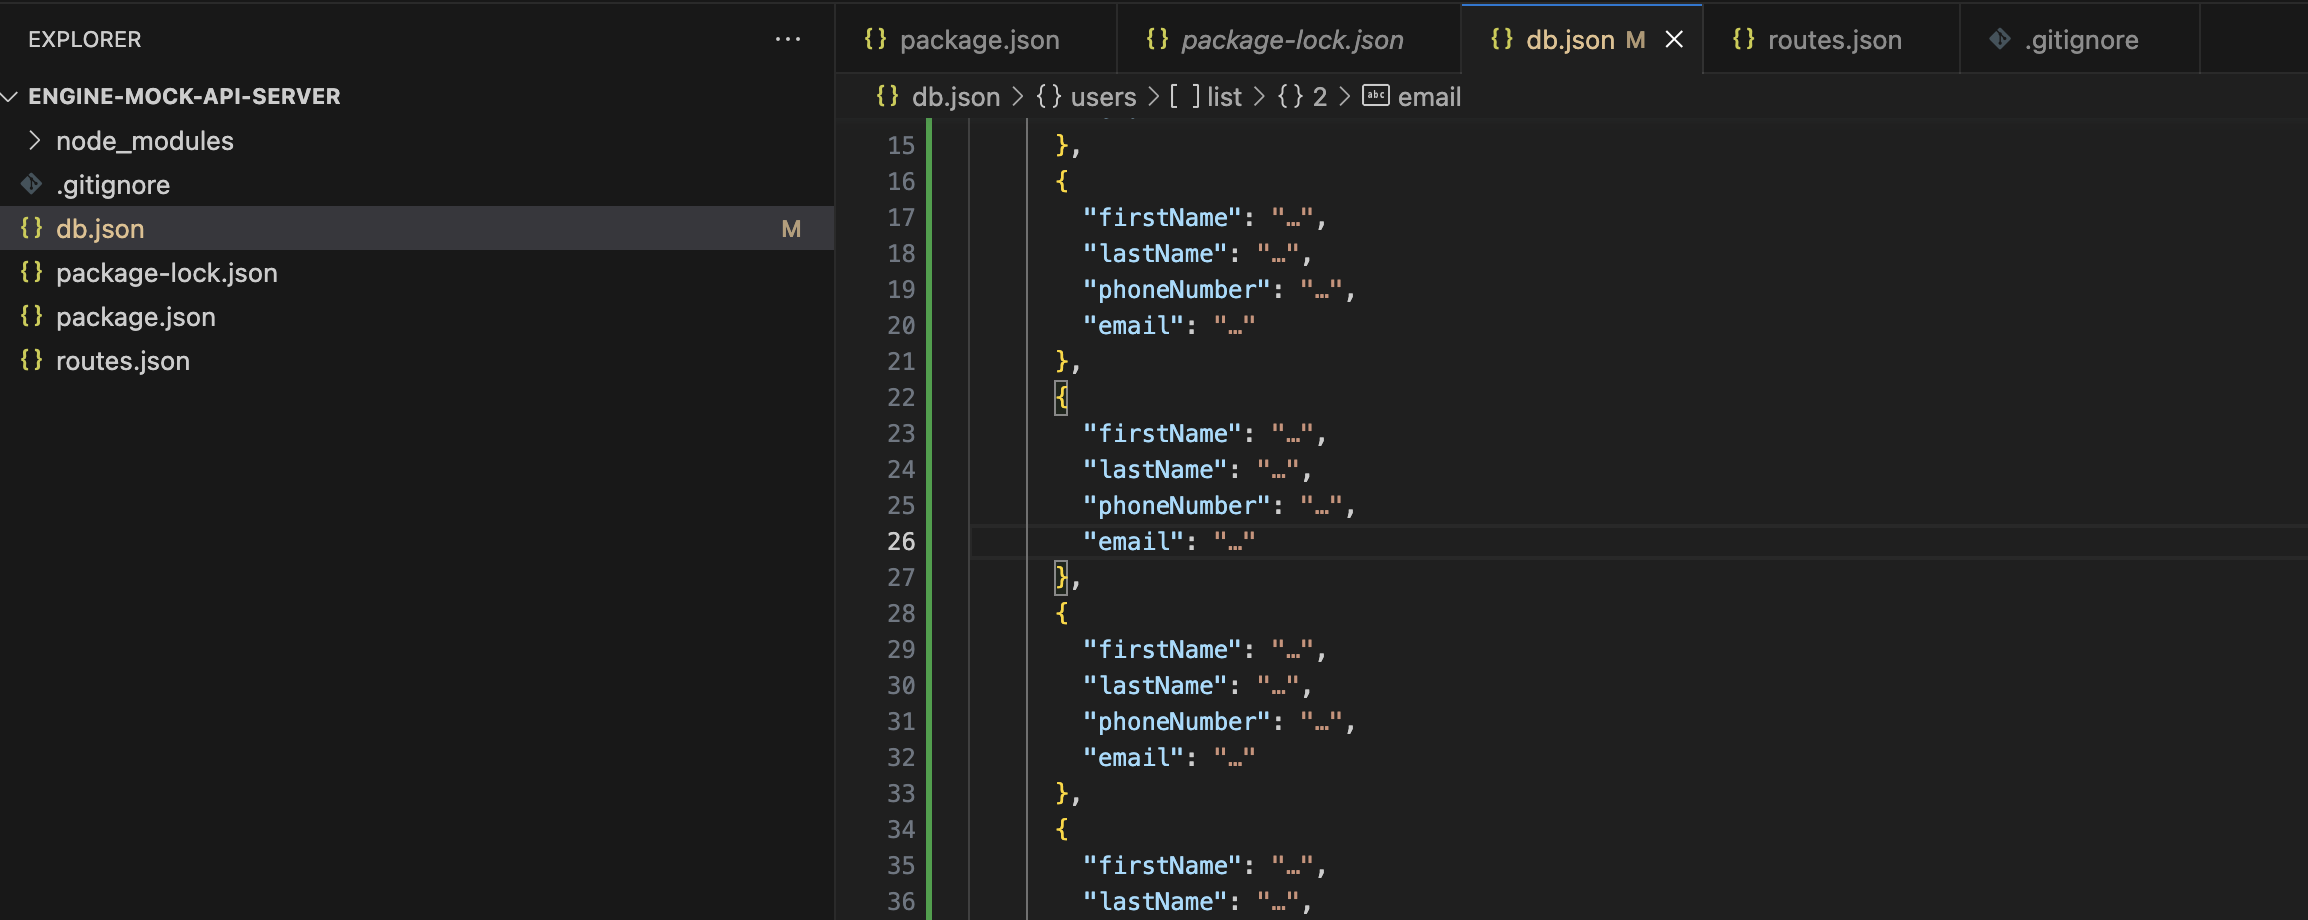 EXPLORER
ENGINE-MOCK-API-SERVER
node_modules
.gitignore
db.json M
package-lock.json
package.json
routes.json
{} package.json {} package-lock.json {} db.json M {} routes.json .gitignore
{} db.json > {} users > [ ] list > {} 2 > abc email
15 },
16 {
17 "firstName": "…",
18 "lastName": "…",
19 "phoneNumber": "…",
20 "email": "…"
21 },
22 {
23 "firstName": "…",
24 "lastName": "…",
25 "phoneNumber": "…",
26 "email": "…"
27 },
28 {
29 "firstName": "…",
30 "lastName": "…",
31 "phoneNumber": "…",
32 "email": "…"
33 },
34 {
35 "firstName": "…",
36 "lastName": "…",